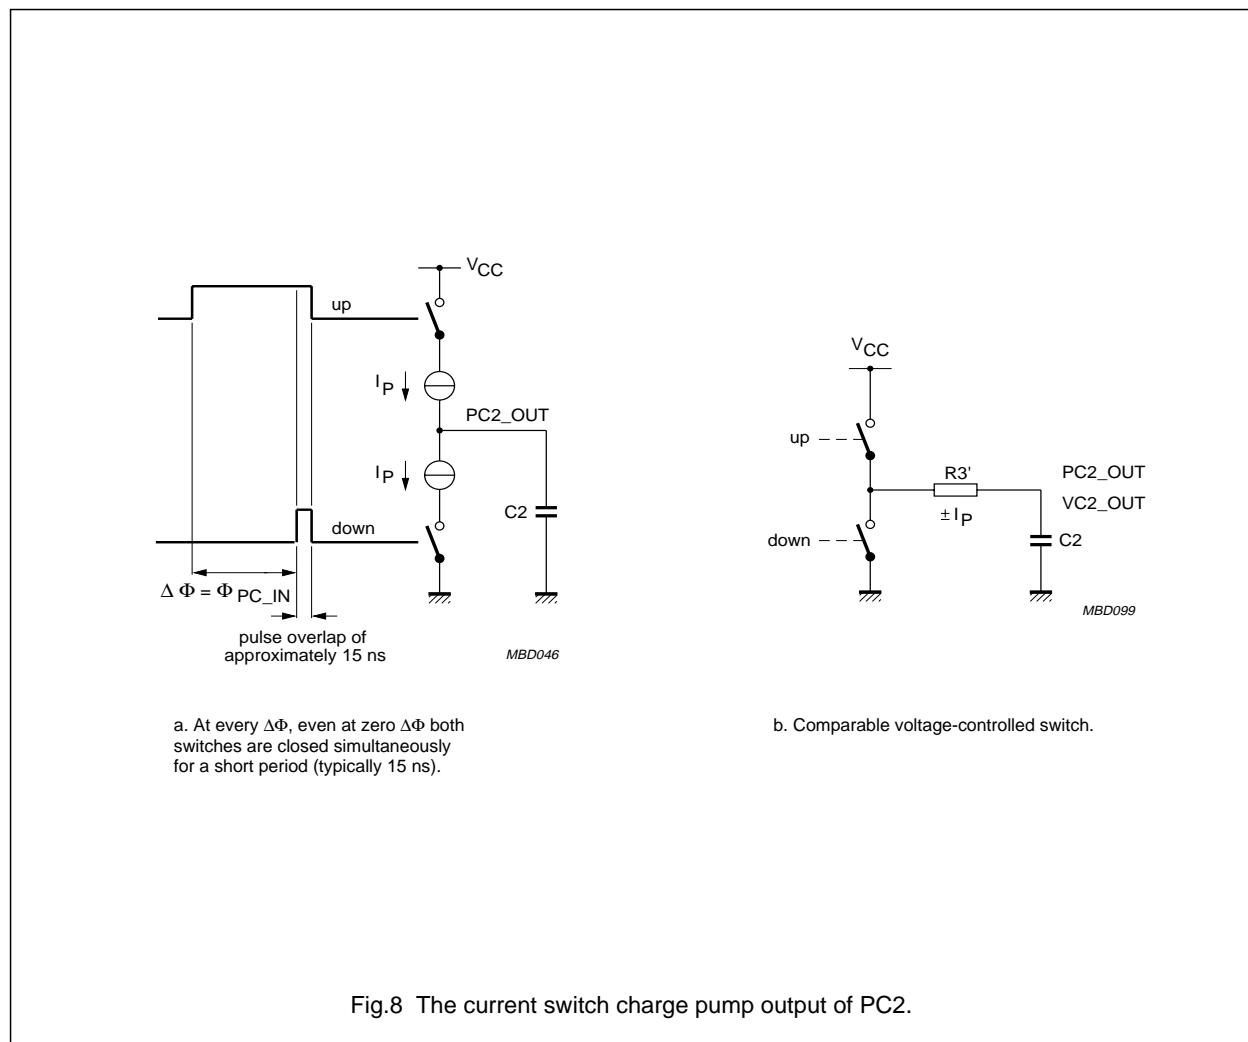 VCC
up
IP
PC2_OUT
IP
C2
down
ΔΦ = ΦPC_IN
pulse overlap of
approximately 15 ns
MBD046
a. At every ΔΦ, even at zero ΔΦ both
switches are closed simultaneously
for a short period (typically 15 ns).
VCC
up
R3'
PC2_OUT
± IP
VC2_OUT
down
C2
MBD099
b. Comparable voltage-controlled switch.
Fig.8 The current switch charge pump output of PC2.